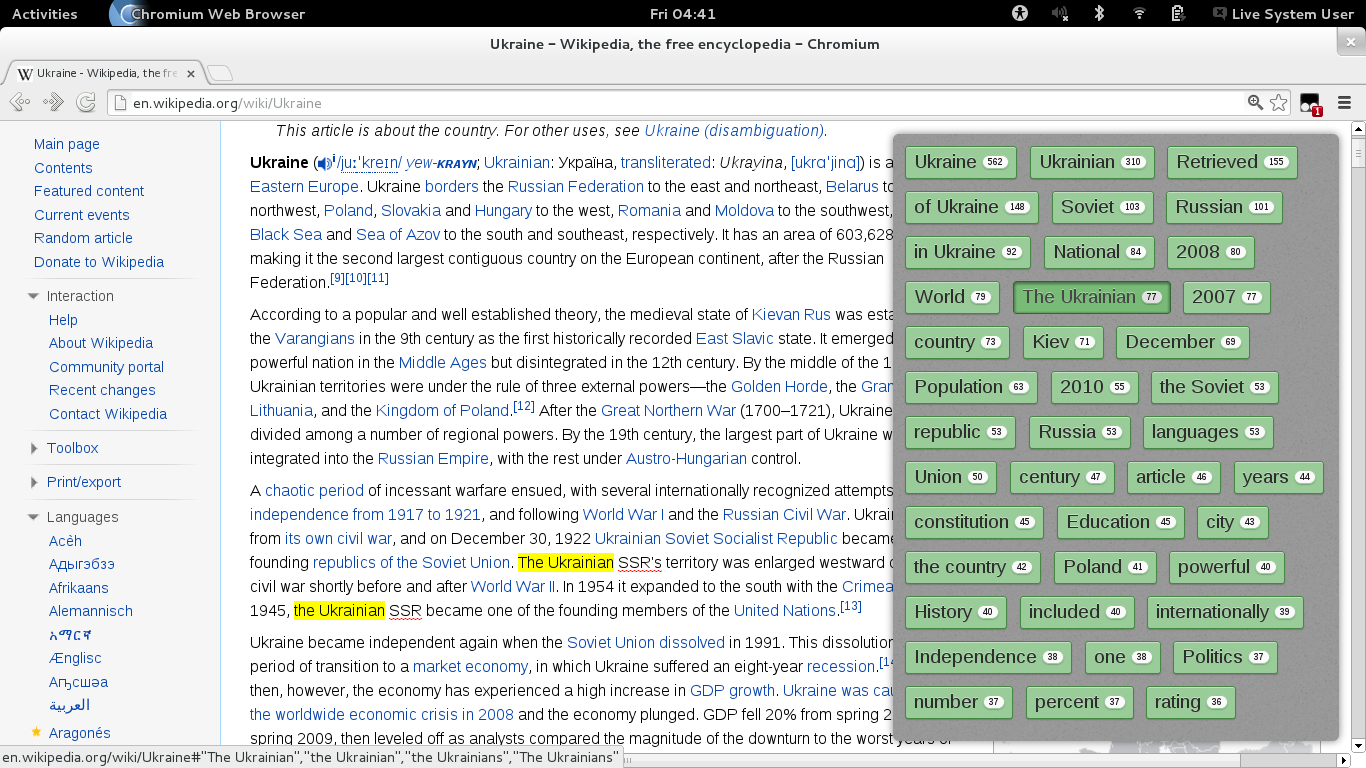 Activities Chromium Web Browser Fri 04:41 Live System User
Ukraine – Wikipedia, the free encyclopedia – Chromium
Ukraine - Wikipedia, the fre
en.wikipedia.org/wiki/Ukraine
1
Main page
Contents
Featured content
Current events
Random article
Donate to Wikipedia
Interaction
Help
About Wikipedia
Community portal
Recent changes
Contact Wikipedia
Toolbox
Print/export
Languages
Acèh
Адыгэбзэ
Afrikaans
Alemannisch
አማርኛ
Ænglisc
Аҧсшәа
العربية
Aragonés
This article is about the country. For other uses, see Ukraine (disambiguation).
Ukraine (i/juːˈkreɪn/ yew-KRAYN; Ukrainian: Україна, transliterated: Ukrayina, [ukrɑˈjinɑ]) is a
Eastern Europe. Ukraine borders the Russian Federation to the east and northeast, Belarus to
northwest, Poland, Slovakia and Hungary to the west, Romania and Moldova to the southwest,
Black Sea and Sea of Azov to the south and southeast, respectively. It has an area of 603,628
making it the second largest contiguous country on the European continent, after the Russian
Federation.[9][10][11]
According to a popular and well established theory, the medieval state of Kievan Rus was esta
the Varangians in the 9th century as the first historically recorded East Slavic state. It emerged
powerful nation in the Middle Ages but disintegrated in the 12th century. By the middle of the 1
Ukrainian territories were under the rule of three external powers—the Golden Horde, the Gran
Lithuania, and the Kingdom of Poland.[12] After the Great Northern War (1700–1721), Ukraine
divided among a number of regional powers. By the 19th century, the largest part of Ukraine w
integrated into the Russian Empire, with the rest under Austro-Hungarian control.
A chaotic period of incessant warfare ensued, with several internationally recognized attempts
independence from 1917 to 1921, and following World War I and the Russian Civil War. Ukrai
from its own civil war, and on December 30, 1922 Ukrainian Soviet Socialist Republic became
founding republics of the Soviet Union. The Ukrainian SSR's territory was enlarged westward
civil war shortly before and after World War II. In 1954 it expanded to the south with the Crimea
1945, the Ukrainian SSR became one of the founding members of the United Nations.[13]
Ukraine became independent again when the Soviet Union dissolved in 1991. This dissolution
period of transition to a market economy, in which Ukraine suffered an eight-year recession.[14
then, however, the economy has experienced a high increase in GDP growth. Ukraine was cau
the worldwide economic crisis in 2008 and the economy plunged. GDP fell 20% from spring 2
spring 2009, then leveled off as analysts compared the magnitude of the downturn to the worst years of
Ukraine 562 Ukrainian 310 Retrieved 155
of Ukraine 148 Soviet 103 Russian 101
in Ukraine 92 National 84 2008 80
World 79 The Ukrainian 77 2007 77
country 73 Kiev 71 December 69
Population 63 2010 55 the Soviet 53
republic 53 Russia 53 languages 53
Union 50 century 47 article 46 years 44
constitution 45 Education 45 city 43
the country 42 Poland 41 powerful 40
History 40 included 40 internationally 39
Independence 38 one 38 Politics 37
number 37 percent 37 rating 36
en.wikipedia.org/wiki/Ukraine#"The Ukrainian","the Ukrainian","the Ukrainians","The Ukrainians"